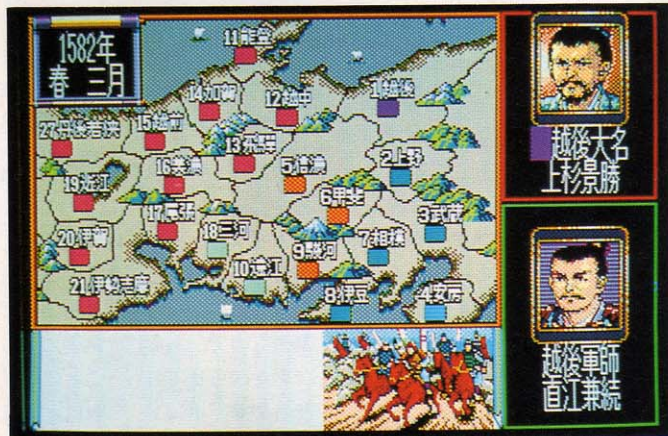 1582年
春 三月
11能登
14加賀
12越中
1越後
27丹後若狭
15越前
13飛騨
16美濃
5信濃
2上野
19近江
6甲斐
3武蔵
17尾張
18三河
7相模
20伊賀
9駿河
10遠江
21伊勢志摩
8伊豆
4安房
越後大名
上杉景勝
越後軍師
直江兼続